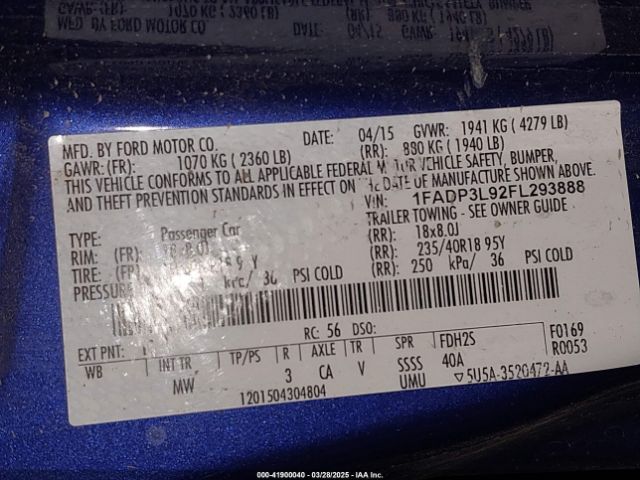 MFD. BY FORD MOTOR CO.
DATE: 04/15 GVWR: 1941 KG ( 4279 LB)
GAWR: (FR): 1070 KG ( 2360 LB) (RR): 880 KG ( 1940 LB)
THIS VEHICLE CONFORMS TO ALL APPLICABLE FEDERAL MOTOR VEHICLE SAFETY, BUMPER,
AND THEFT PREVENTION STANDARDS IN EFFECT ON THE DATE OF MANUFACTURE SHOWN ABOVE.
VIN: 1FADP3L92FL293888
TRAILER TOWING - SEE OWNER GUIDE
TYPE: Passenger Car
RIM: (FR) (RR): 18x8.0J
TIRE: (RR): 235/40R18 95Y
PRESSURE kPa/ 36 PSI COLD (RR): 250 kPa/ 36 PSI COLD
EXT PNT: RC: 56 DSO:
F0169
R0053
WB INT TR TP/PS R AXLE TR SPR FDH2S
MW 3 CA V SSSS 40A
UMU ▽5U5A-3520472-AA
1201504304804
000-41900040 - 03/28/2025 - IAA Inc.